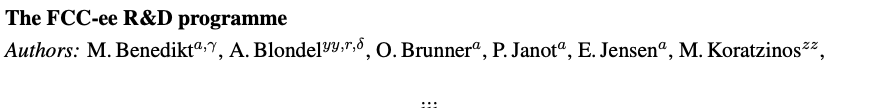 The FCC-ee R&D programme
Authors: M. Benedikt^{a,γ}, A. Blondel^{yy,r,δ}, O. Brunner^{a}, P. Janot^{a}, E. Jensen^{a}, M. Koratzinos^{zz},